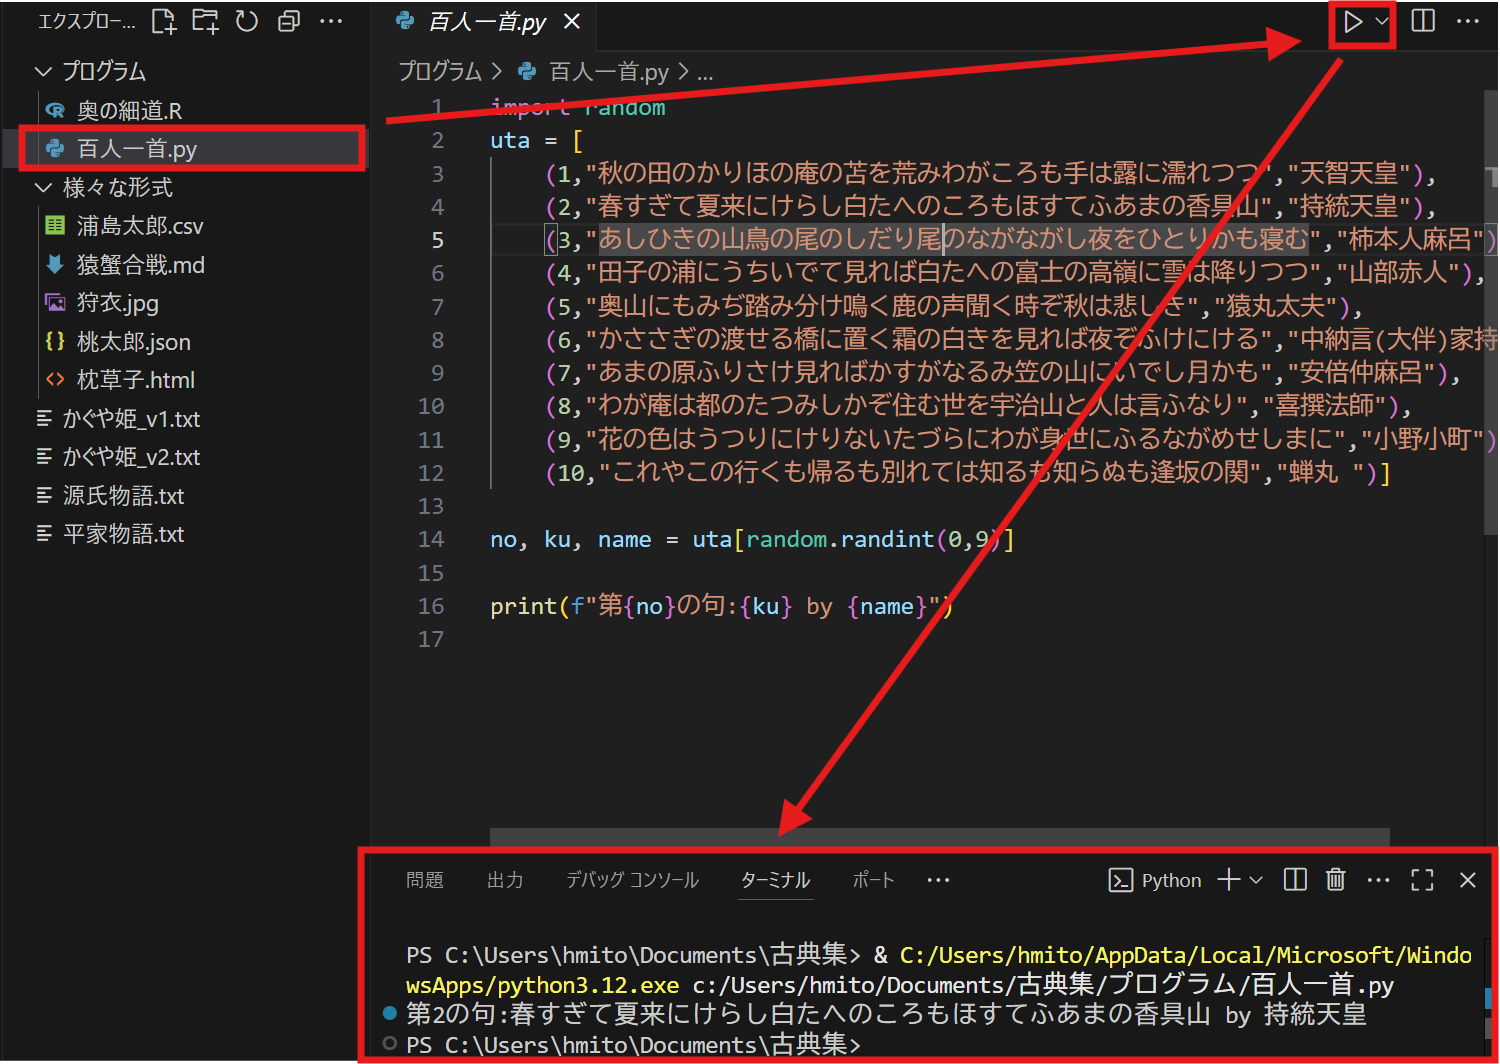 エクスプロー...
プログラム
奥の細道.R
百人一首.py
様々な形式
浦島太郎.csv
猿蟹合戦.md
狩衣.jpg
桃太郎.json
枕草子.html
かぐや姫_v1.txt
かぐや姫_v2.txt
源氏物語.txt
平家物語.txt
百人一首.py
プログラム > 百人一首.py > ...
1 import random
2 uta = [
3 (1,"秋の田のかりほの庵の苫を荒みわがころも手は露に濡れつつ","天智天皇"),
4 (2,"春すぎて夏来にけらし白たへのころもほすてふあまの香具山","持統天皇"),
5 (3,"あしひきの山鳥の尾のしだり尾のながながし夜をひとりかも寝む","柿本人麻呂")
6 (4,"田子の浦にうちいでて見れば白たへの富士の高嶺に雪は降りつつ","山部赤人"),
7 (5,"奥山にもみぢ踏み分け鳴く鹿の声聞く時ぞ秋は悲しき","猿丸太夫"),
8 (6,"かささぎの渡せる橋に置く霜の白きを見れば夜ぞふけにける","中納言(大伴)家持
9 (7,"あまの原ふりさけ見ればかすがなるみ笠の山にいでし月かも","安倍仲麻呂"),
10 (8,"わが庵は都のたつみしかぞ住む世を宇治山と人は言ふなり","喜撰法師"),
11 (9,"花の色はうつりにけりないたづらにわが身世にふるながめせしまに","小野小町")
12 (10,"これやこの行くも帰るも別れては知るも知らぬも逢坂の関","蝉丸 ")]
13
14 no, ku, name = uta[random.randint(0,9)]
15
16 print(f"第{no}の句:{ku} by {name}")
17
問題 出力 デバッグ コンソール ターミナル ポート ... Python
PS C:\Users\hmito\Documents\古典集> & C:/Users/hmito/AppData/Local/Microsoft/Windo
wsApps/python3.12.exe c:/Users/hmito/Documents/古典集/プログラム/百人一首.py
第2の句:春すぎて夏来にけらし白たへのころもほすてふあまの香具山 by 持統天皇
PS C:\Users\hmito\Documents\古典集>